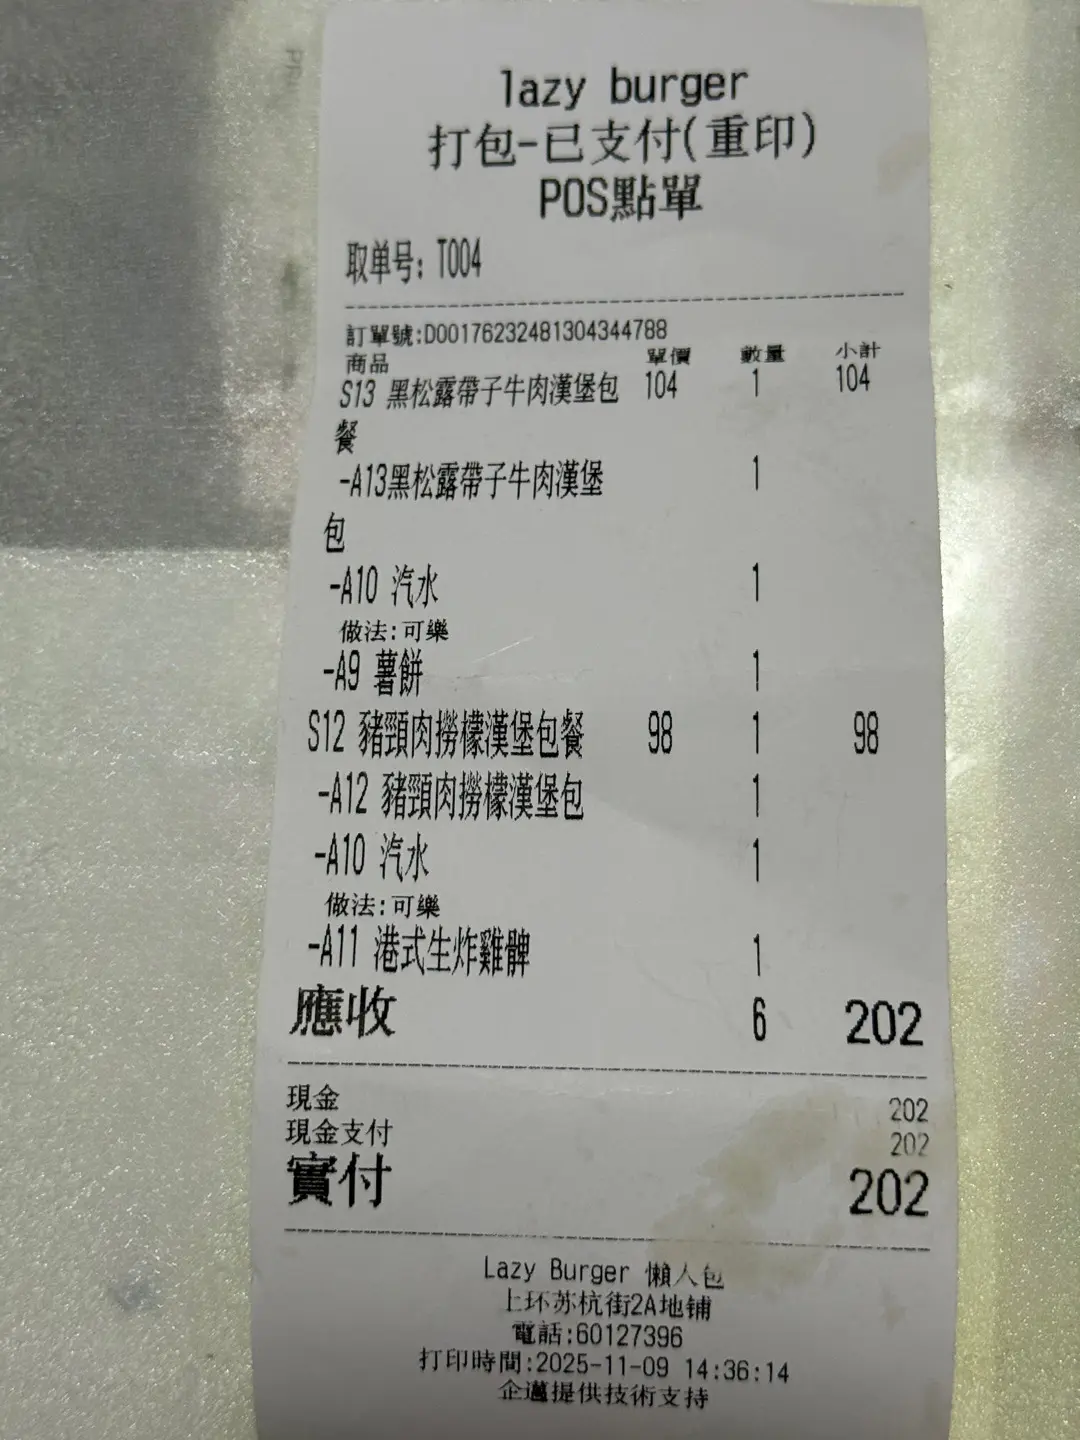 lazy burger
打包-已支付(重印)
POS點單
取单号: T004
訂單號:D00176232481304344788
商品 單價 數量 小計
S13 黑松露帶子牛肉漢堡包 104 1 104
餐
-A13黑松露帶子牛肉漢堡 1
包
-A10 汽水 1
做法:可樂
-A9 薯餅 1
S12 豬頸肉撈檬漢堡包餐 98 1 98
-A12 豬頸肉撈檬漢堡包 1
-A10 汽水 1
做法:可樂
-A11 港式生炸雞髀 1
應收 6 202
現金 202
現金支付 202
實付 202
Lazy Burger 懶人包
上环苏杭街2A地铺
電話:60127396
打印時間:2025-11-09 14:36:14
企邁提供技術支持